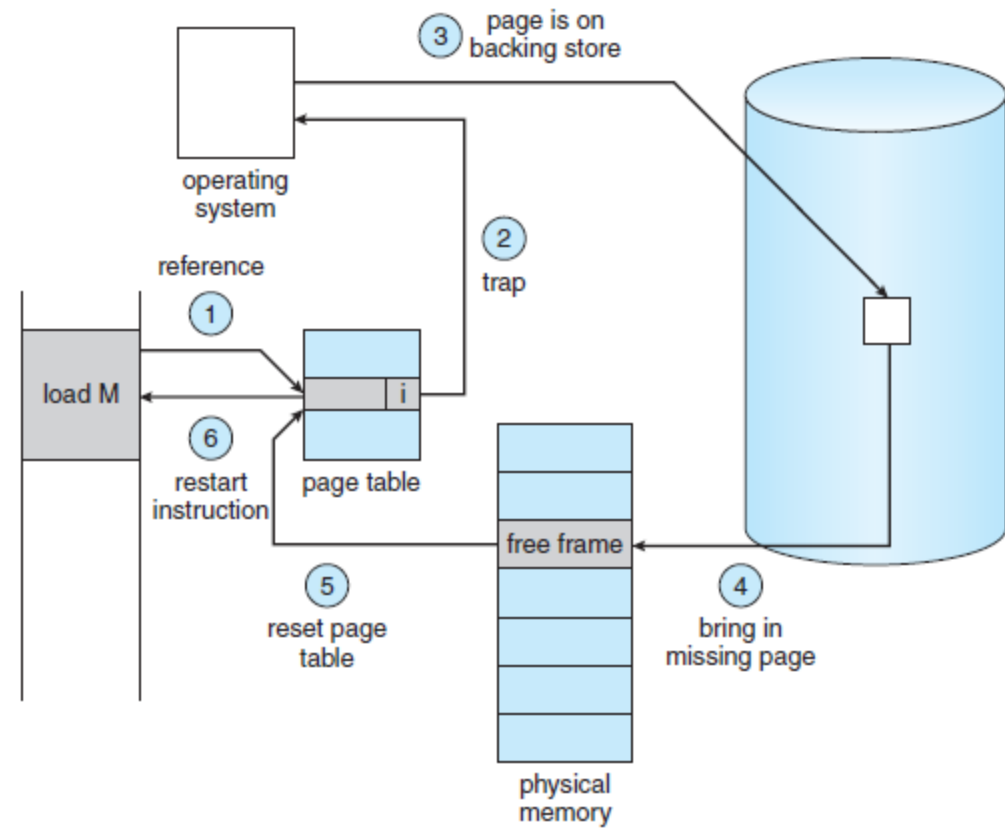 3
page is on
backing store
operating
system
2
trap
reference
1
load M
i
6
restart
instruction
page table
free frame
5
reset page
table
4
bring in
missing page
physical
memory